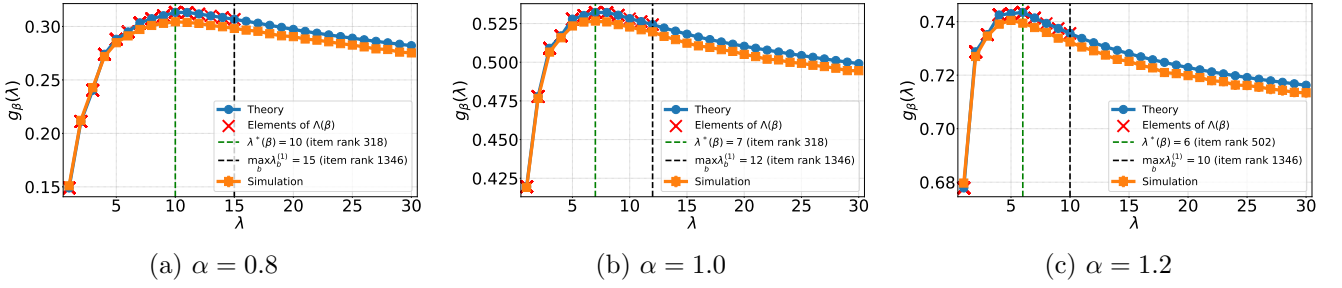 g_β(λ)
0.30
0.25
0.20
0.15
Theory
Elements of Λ(β)
λ*(β) = 10 (item rank 318)
max_b λ_b^(1) = 15 (item rank 1346)
Simulation
5 10 15 20 25 30
λ
(a) α = 0.8
g_β(λ)
0.525
0.500
0.475
0.450
0.425
Theory
Elements of Λ(β)
λ*(β) = 7 (item rank 318)
max_b λ_b^(1) = 12 (item rank 1346)
Simulation
5 10 15 20 25 30
λ
(b) α = 1.0
g_β(λ)
0.74
0.72
0.70
0.68
Theory
Elements of Λ(β)
λ*(β) = 6 (item rank 502)
max_b λ_b^(1) = 10 (item rank 1346)
Simulation
5 10 15 20 25 30
λ
(c) α = 1.2